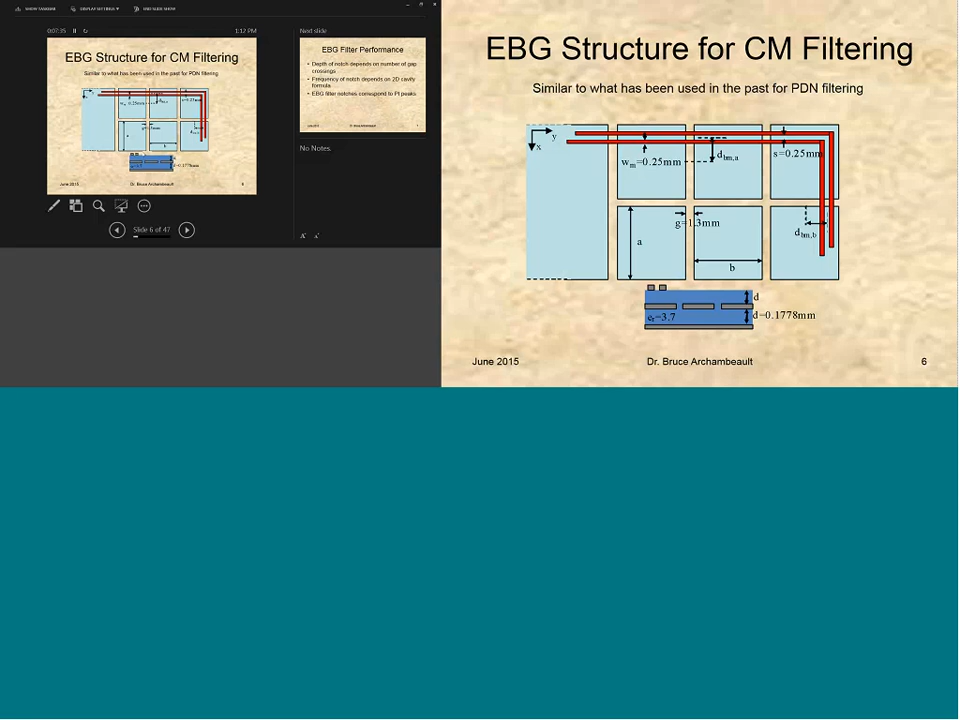 SHOW TASKBAR DISPLAY SETTINGS ▾ END SLIDE SHOW
0:07:35 1:12 PM
EBG Structure for CM Filtering
Similar to what has been used in the past for PDN filtering
June 2015 Dr. Bruce Archambeault 6
Slide 6 of 47
Next slide
EBG Filter Performance
• Depth of notch depends on number of gap
crossings
• Frequency of notch depends on 2D cavity
formula
• EBG filter notches correspond to PI peaks
No Notes.
EBG Structure for CM Filtering
Similar to what has been used in the past for PDN filtering
y
x
wm=0.25mm
dbm,a
s=0.25mm
g=1.3mm
dbm,b
a
b
d
er=3.7
d=0.1778mm
June 2015 Dr. Bruce Archambeault 6